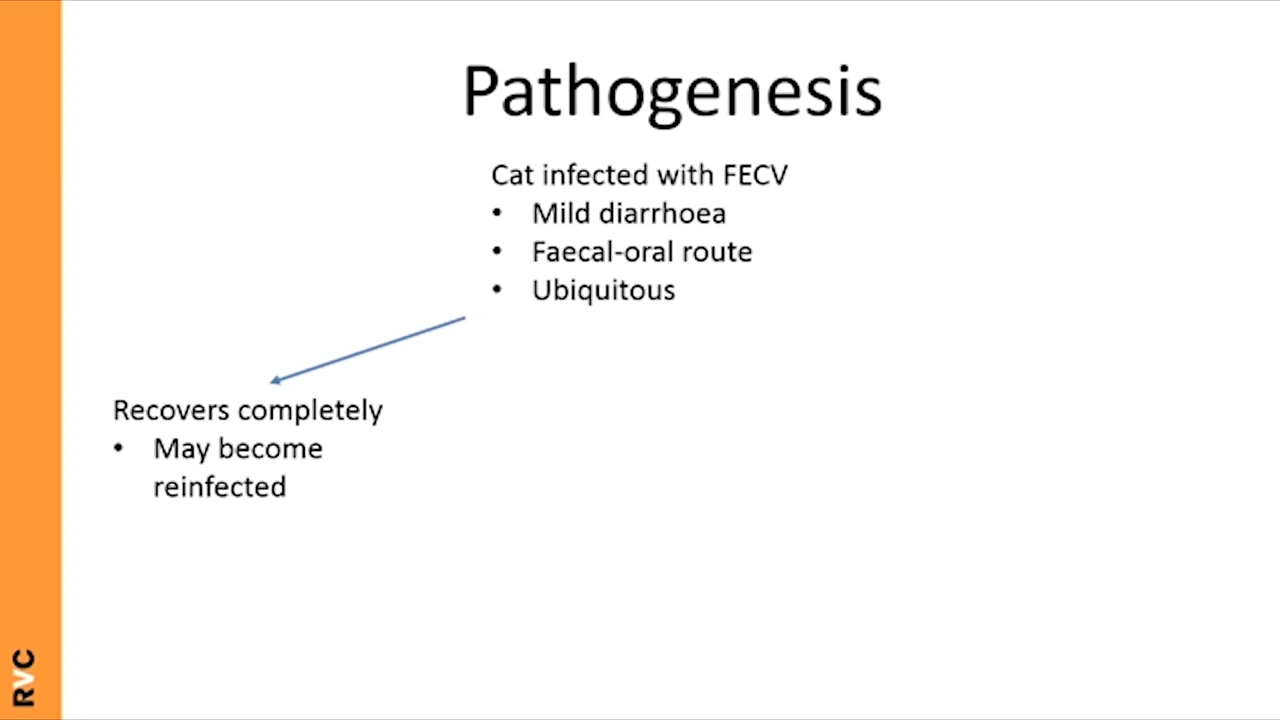 Pathogenesis
Cat infected with FECV
• Mild diarrhoea
• Faecal-oral route
• Ubiquitous
Recovers completely
• May become
reinfected
RVC